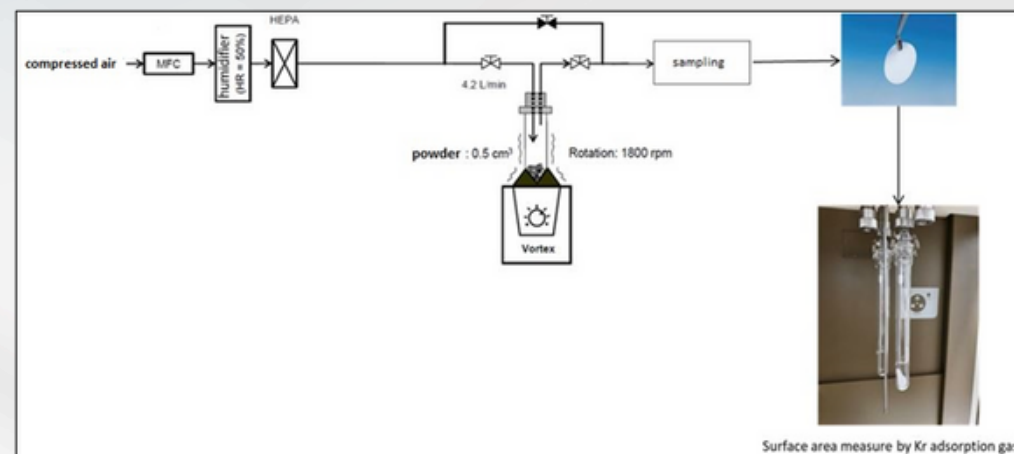 HEPA
compressed air
MFC
humidifier
(HR = 50%)
4.2 L/min
sampling
powder : 0.5 cm³
Rotation: 1800 rpm
Vortex
Surface area measure by Kr adsorption gas